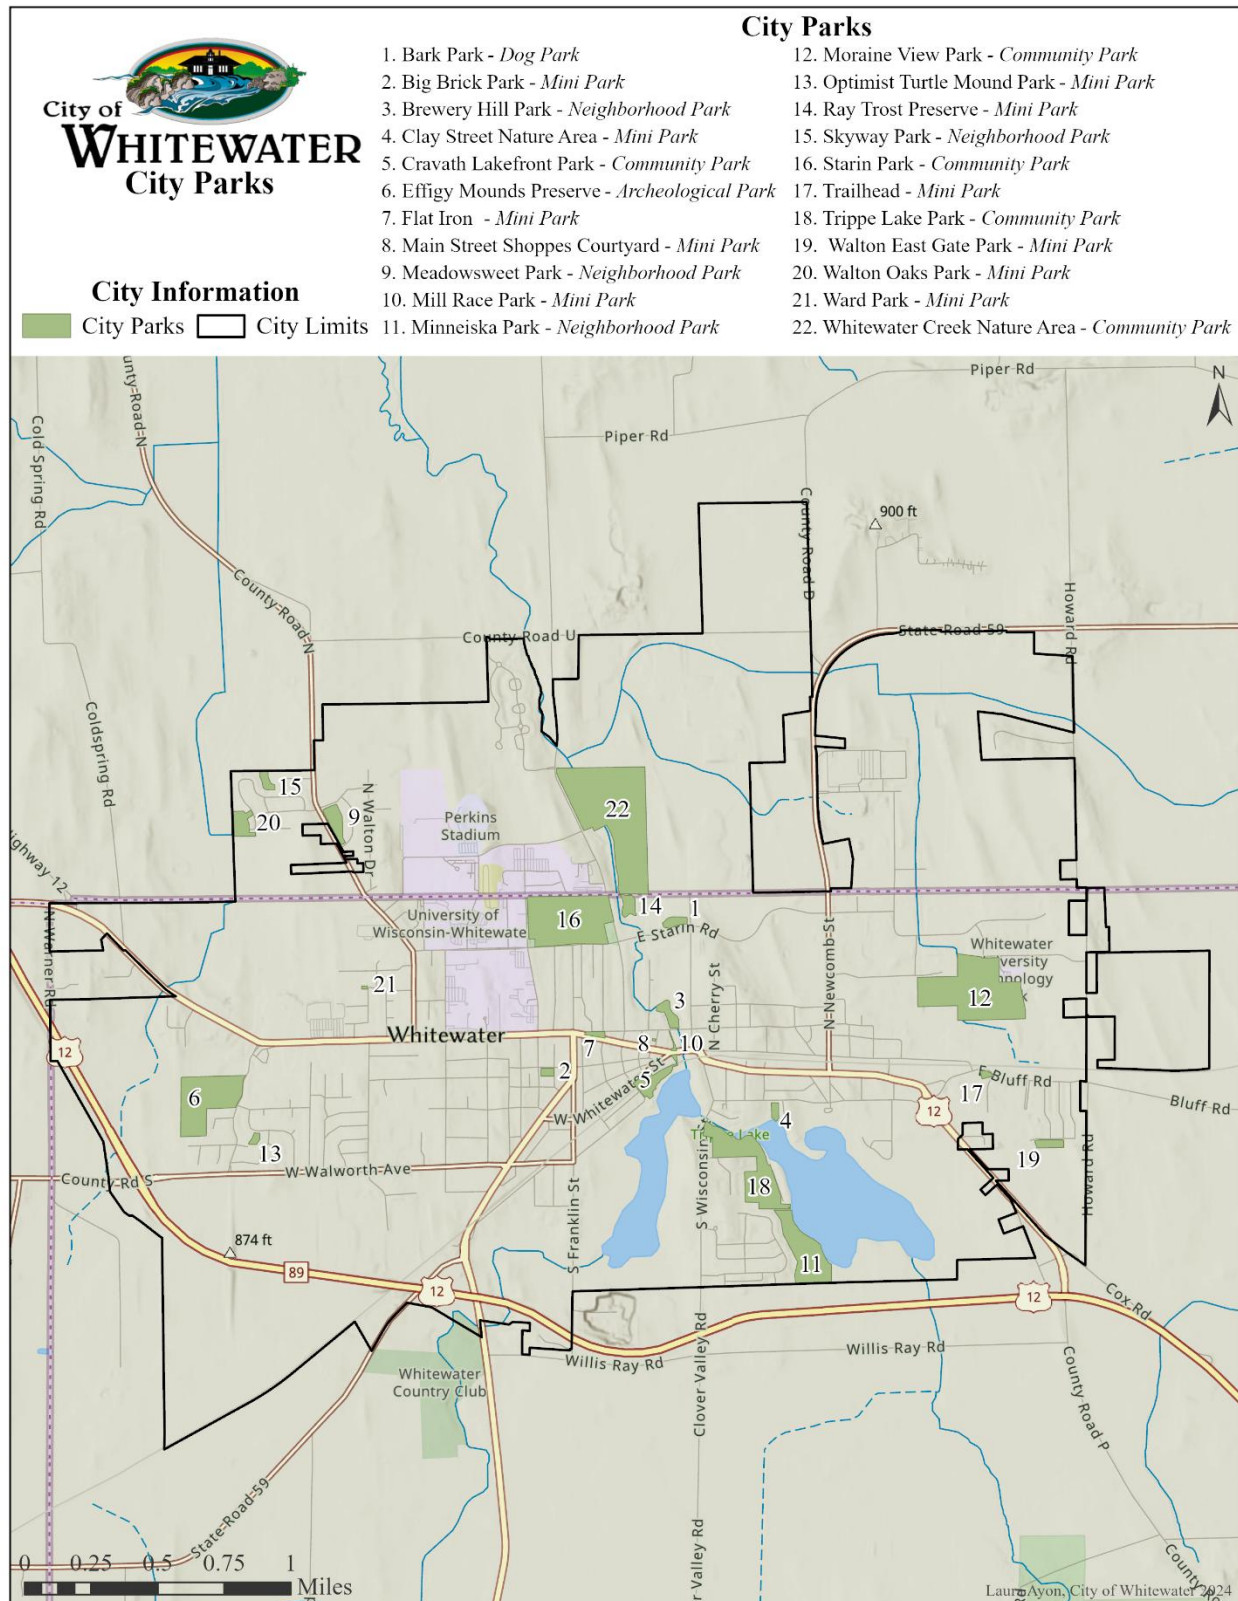 City of
WHITEWATER
City Parks
City Information
City Parks
City Limits
City Parks
1. Bark Park - Dog Park
2. Big Brick Park - Mini Park
3. Brewery Hill Park - Neighborhood Park
4. Clay Street Nature Area - Mini Park
5. Cravath Lakefront Park - Community Park
6. Effigy Mounds Preserve - Archeological Park
7. Flat Iron - Mini Park
8. Main Street Shoppes Courtyard - Mini Park
9. Meadowsweet Park - Neighborhood Park
10. Mill Race Park - Mini Park
11. Minneiska Park - Neighborhood Park
12. Moraine View Park - Community Park
13. Optimist Turtle Mound Park - Mini Park
14. Ray Trost Preserve - Mini Park
15. Skyway Park - Neighborhood Park
16. Starin Park - Community Park
17. Trailhead - Mini Park
18. Trippe Lake Park - Community Park
19. Walton East Gate Park - Mini Park
20. Walton Oaks Park - Mini Park
21. Ward Park - Mini Park
22. Whitewater Creek Nature Area - Community Park
N
Piper Rd
ounty Road N
Cold Spring Rd
Piper Rd
County Road D
900 ft
County Road N
Howard Rd
State Road 59
County Road U
Coldspring Rd
15
N Walton Dr
20
9
Perkins
Stadium
22
Highway 12
N Warner Rd
University of
Wisconsin-Whitewate
16
14
1
E Starin Rd
N Newcomb St
Whitewater
iversity
hnology
k
21
12
3
N Cherry St
Whitewater
7
8
10
12
2
5
W Whitewater St
E Bluff Rd
17
Bluff Rd
6
4
12
13
Lake
19
Howard Rd
W Walworth Ave
County Rd S
S Franklin St
S Wisconsin
18
874 ft
89
12
11
12
Cox Rd
Willis Ray Rd
Willis Ray Rd
Whitewater
Country Club
Clover Valley Rd
County Road P
State Road 59
r Valley Rd
County Ro
0 0.25 0.5 0.75 1
Miles
Laura Ayon, City of Whitewater 2024